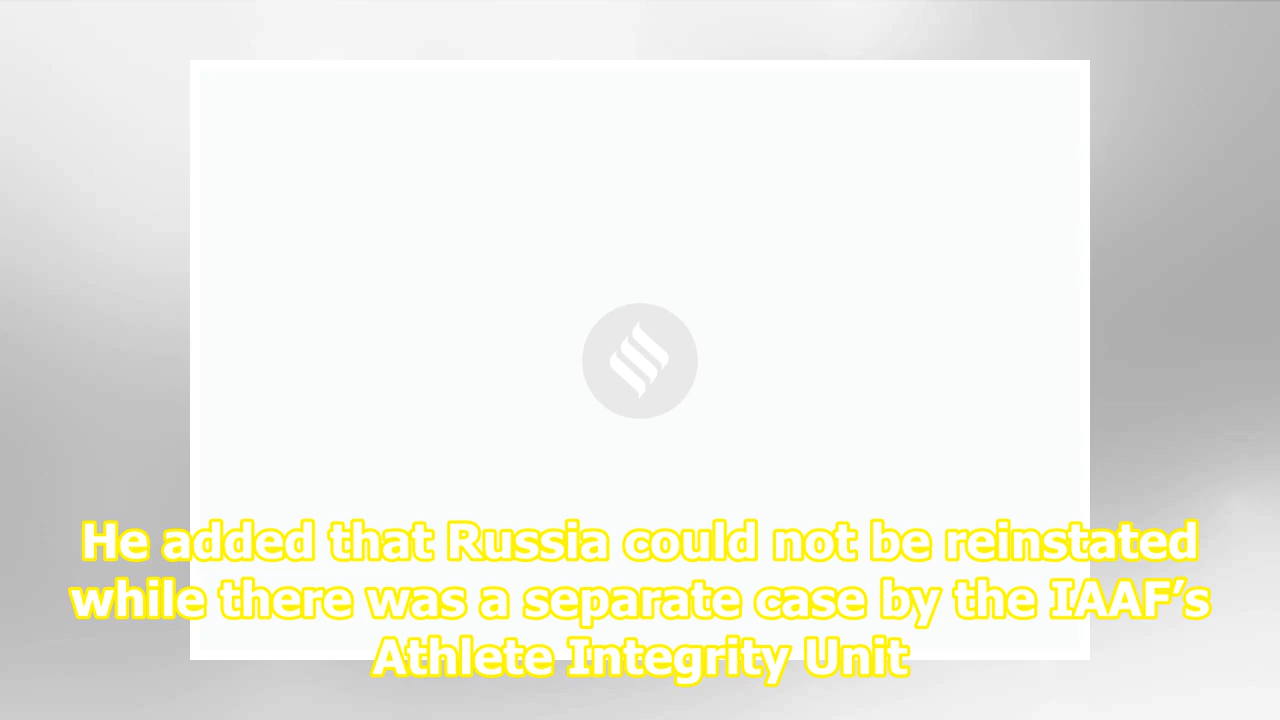 He added that Russia could not be reinstated
while there was a separate case by the IAAF’s
Athlete Integrity Unit